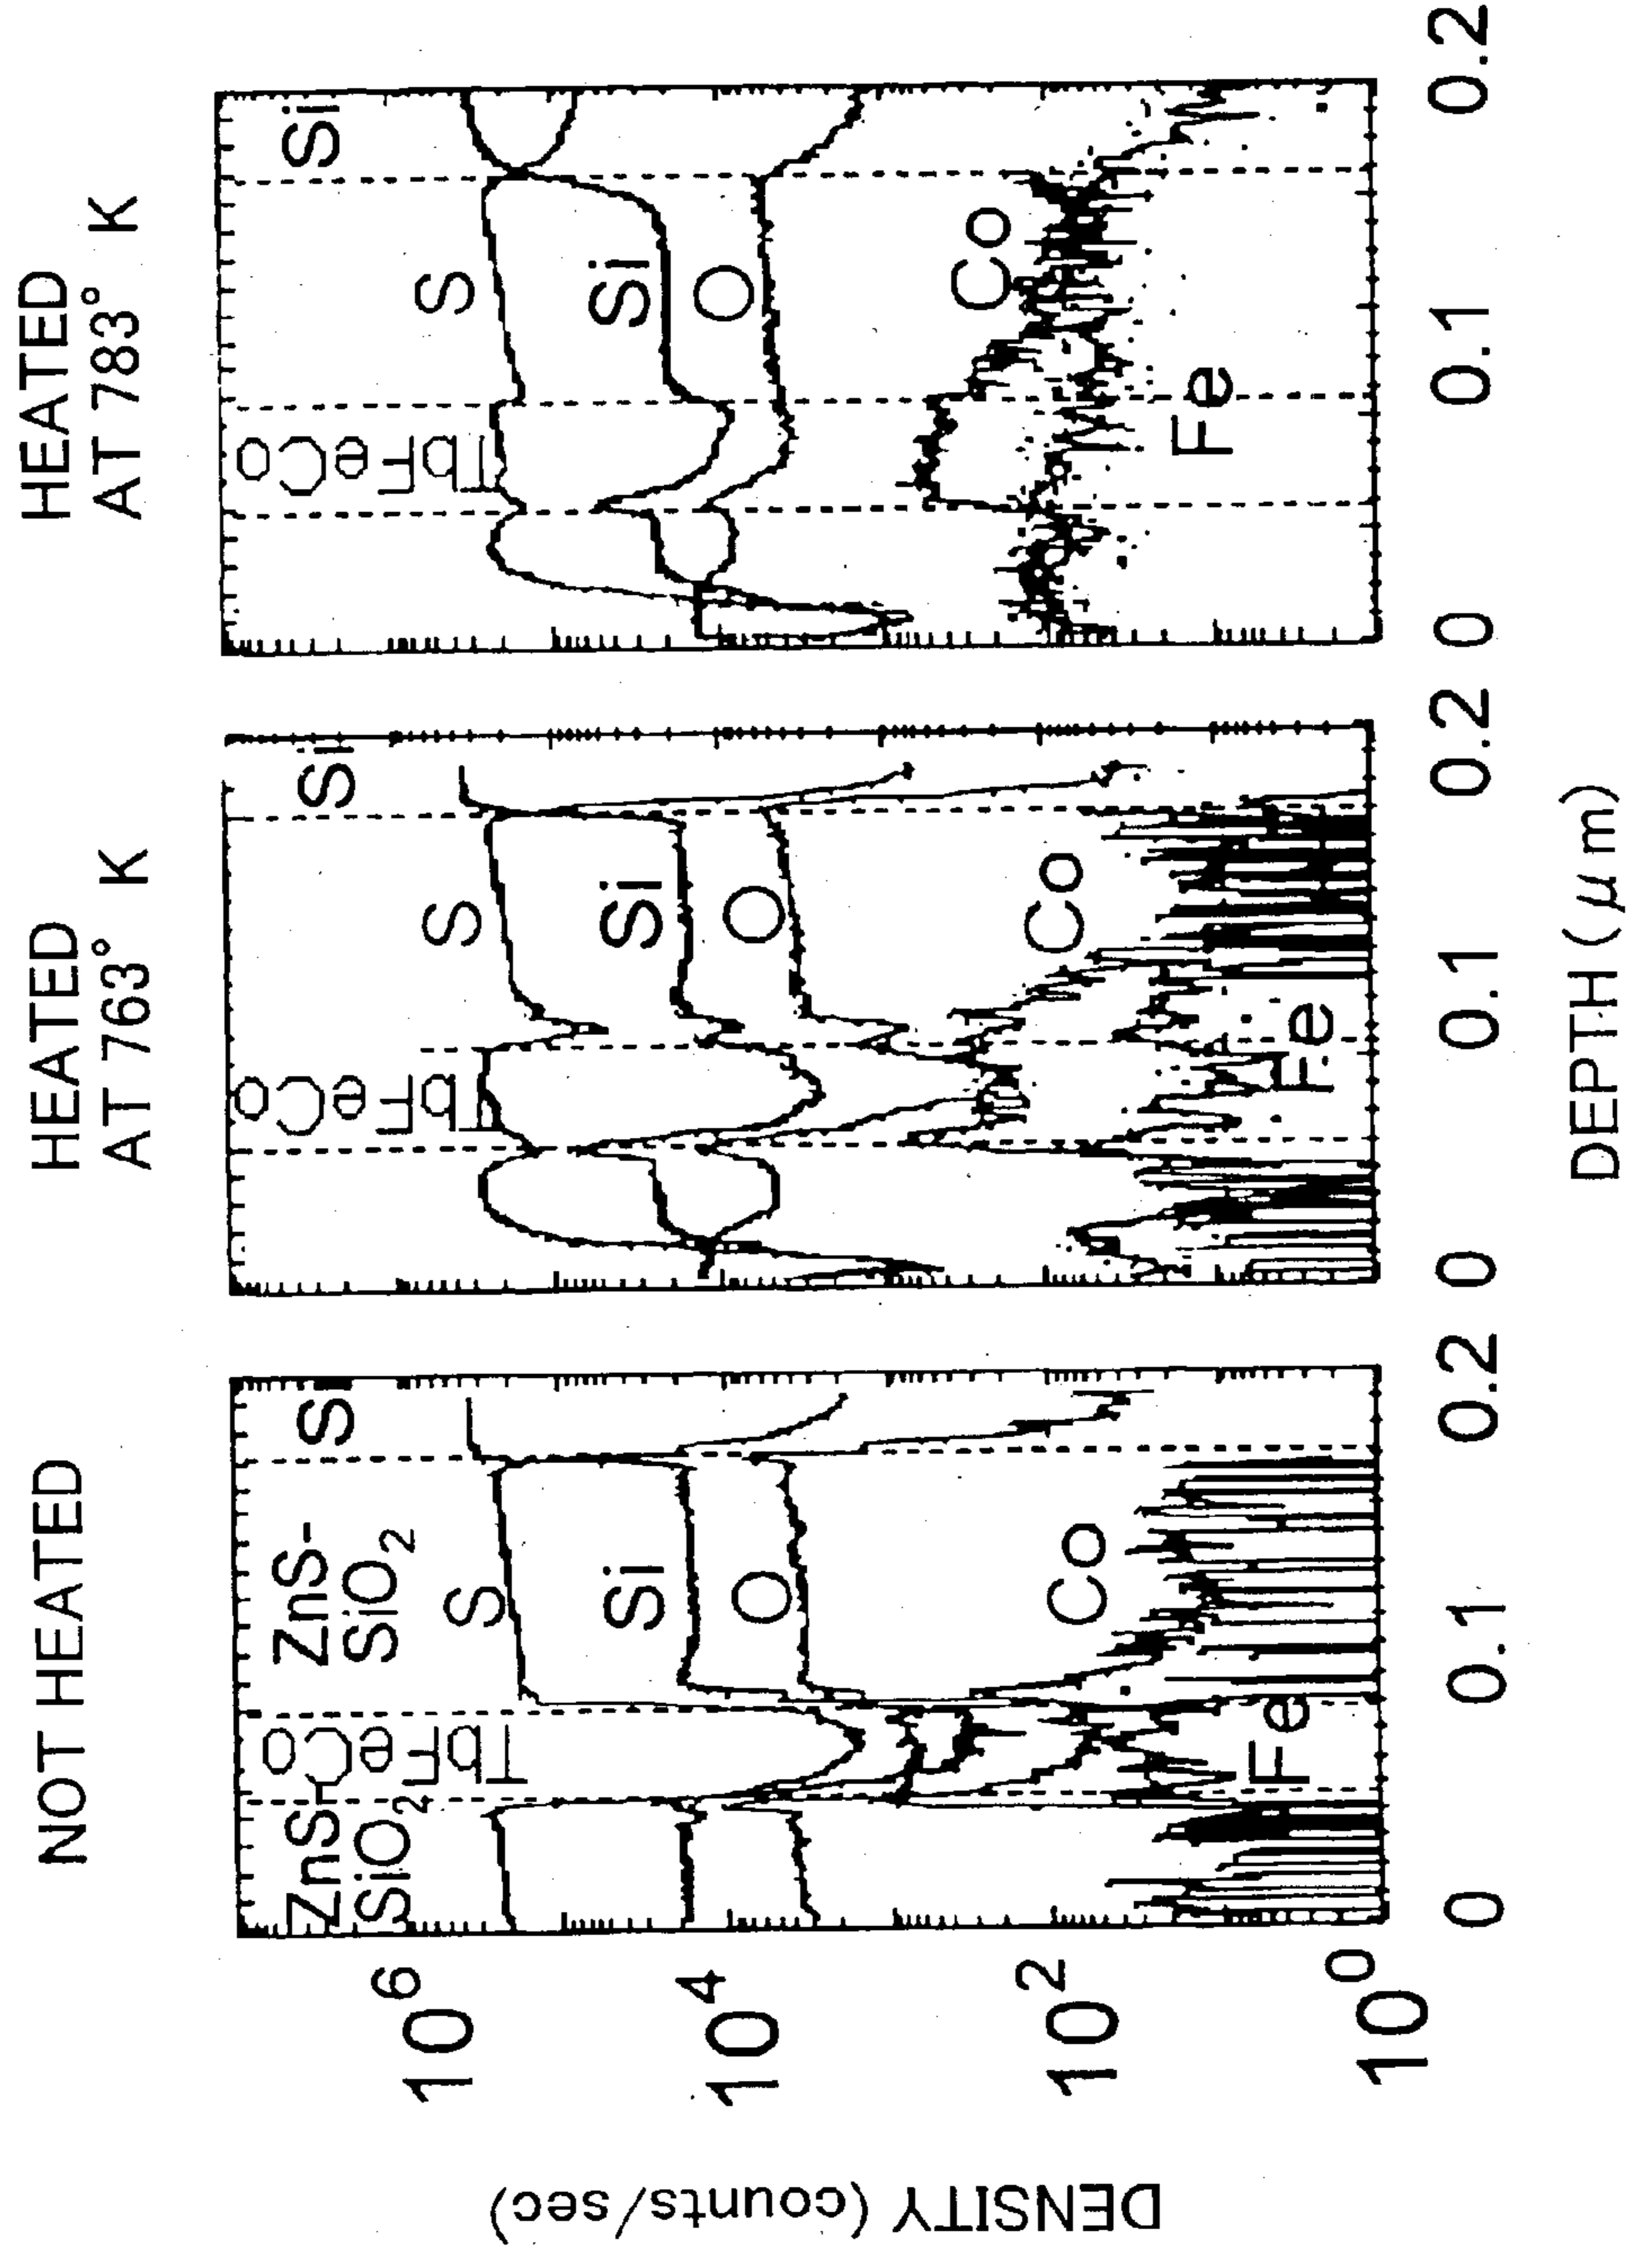 NOT HEATED
HEATED
AT 763° K
HEATED
AT 783° K
DENSITY (counts/sec)
10^6
10^4
10^2
10^0
ZnS-
SiO2
TbFeCo
ZnS-
SiO2
Si
S
Si
O
Co
Fe
0
0.1
0.2
TbFeCo
Si
S
Si
O
Co
Fe
0
0.1
0.2
TbFeCo
Si
S
Si
O
Co
Fe
0
0.1
0.2
DEPTH (μm)